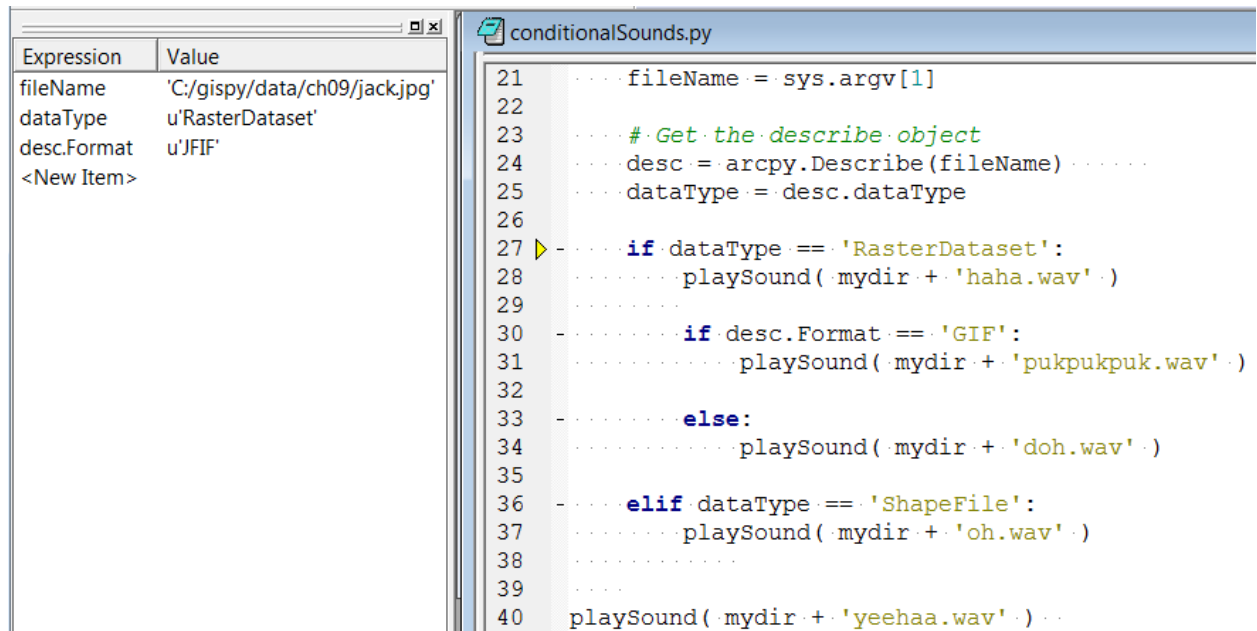 Expression Value
fileName 'C:/gispy/data/ch09/jack.jpg'
dataType u'RasterDataset'
desc.Format u'JFIF'
<New Item>
conditionalSounds.py
21 fileName = sys.argv[1]
22
23 # Get the describe object
24 desc = arcpy.Describe(fileName)
25 dataType = desc.dataType
26
27 - if dataType == 'RasterDataset':
28 playSound( mydir + 'haha.wav' )
29
30 - if desc.Format == 'GIF':
31 playSound( mydir + 'pukpukpuk.wav' )
32
33 - else:
34 playSound( mydir + 'doh.wav' )
35
36 - elif dataType == 'ShapeFile':
37 playSound( mydir + 'oh.wav' )
38
39
40 playSound( mydir + 'yeehaa.wav' )